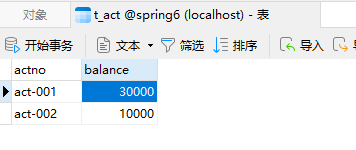 对象 t_act @spring6 (localhost) - 表
开始事务 文本 筛选 排序 导入 导
actno balance
act-001 30000
act-002 10000